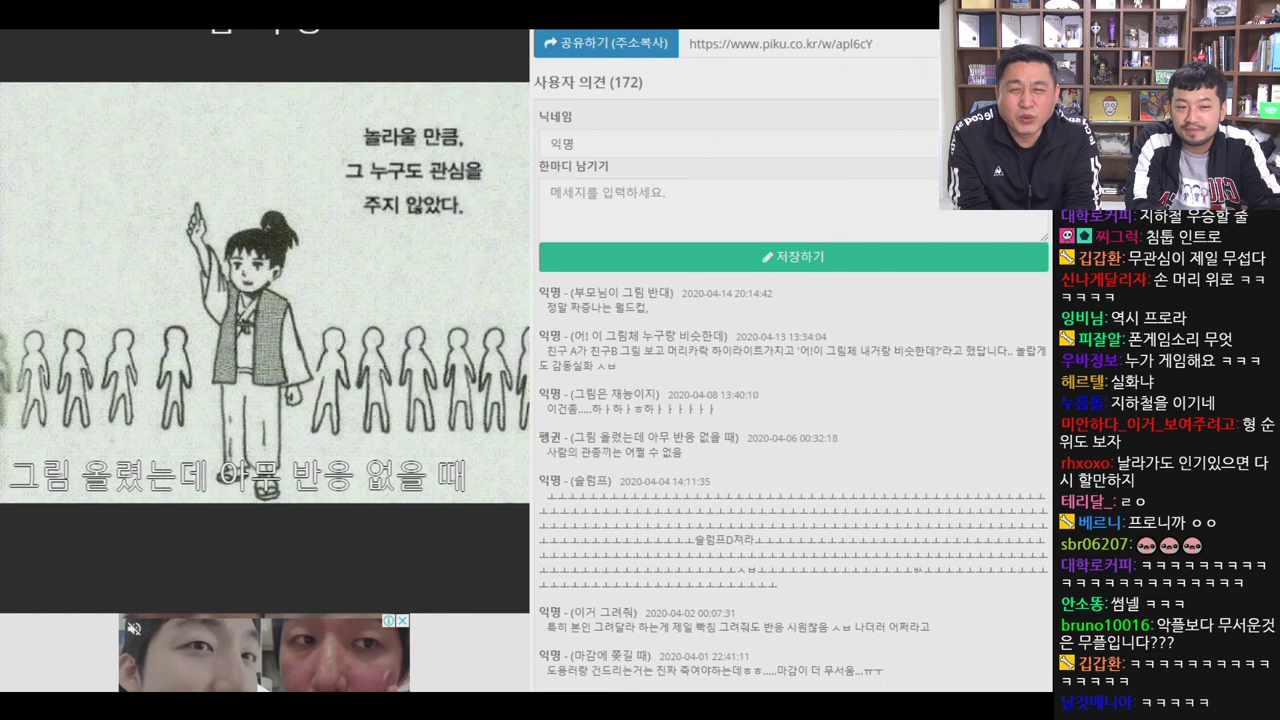 공유하기 (주소복사)
https://www.piku.co.kr/w/apl6cY
사용자 의견 (172)
닉네임
익명
한마디 남기기
메세지를 입력하세요.
저장하기
놀라울 만큼,
그 누구도 관심을
주지 않았다.
그림 올렸는데 아무 반응 없을 때
익명 - (부모님이 그림 반대) 2020-04-14 20:14:42
정말 짜증나는 월드컵,
익명 - (어! 이 그림체 누구랑 비슷한데) 2020-04-13 13:34:04
친구 A가 친구B 그림 보고 머리카락 하이라이트가지고 '어!이 그림체 내거랑 비슷한데?'라고 했답니다.. 놀랍게
도 감동실화 ㅅㅂ
익명 - (그림은 재능이지) 2020-04-08 13:40:10
이건좀.....하ㅏ하ㅎ하ㅏㅏㅏㅏㅏㅏ
펭귄 - (그림 올렸는데 아무 반응 없을 때) 2020-04-06 00:32:18
사람의 관종끼는 어쩔 수 없음
익명 - (슬럼프) 2020-04-04 14:11:35
슬럼프D져라
ㅅㅂ
익명 - (이거 그려줘) 2020-04-02 00:07:31
특히 본인 그려달라 하는게 제일 빡침 그려줘도 반응 시원찮음 ㅅㅂ 나더러 어쩌라고
익명 - (마감에 쫓길 때) 2020-04-01 22:41:11
도용러랑 건드리는거는 진짜 죽여야하는데ㅎㅎ.....마감이 더 무서움...ㅠㅜ
대학로커피: 지하철 우승할 줄
찌그럭: 침툽 인트로
김갑환: 무관심이 제일 무섭다
신나게달리자: 손 머리 위로 ㅋㅋ
ㅋㅋㅋㅋ
잉비님: 역시 프로라
피잘알: 폰게임소리 무엇
우바정보: 누가 게임해요 ㅋㅋㅋ
헤르텔: 실화냐
누름돌: 지하철을 이기네
미안하다_이거_보여주려고: 형 순
위도 보자
rhxoxo: 날라가도 인기있으면 다
시 할만하지
테리달_: ㄹㅇ
베르니: 프로니까 ㅇㅇ
sbr06207:
대학로커피: ㅋㅋㅋㅋㅋㅋㅋㅋㅋ
ㅋㅋㅋㅋㅋㅋㅋㅋㅋㅋㅋㅋㅋ
안소똥: 썸넬 ㅋㅋㅋ
bruno10016: 악플보다 무서운것
은 무플입니다???
김갑환: ㅋㅋㅋㅋㅋㅋㅋㅋㅋㅋ
ㅋㅋㅋㅋㅋ
날것매니아: ㅋㅋㅋㅋㅋ